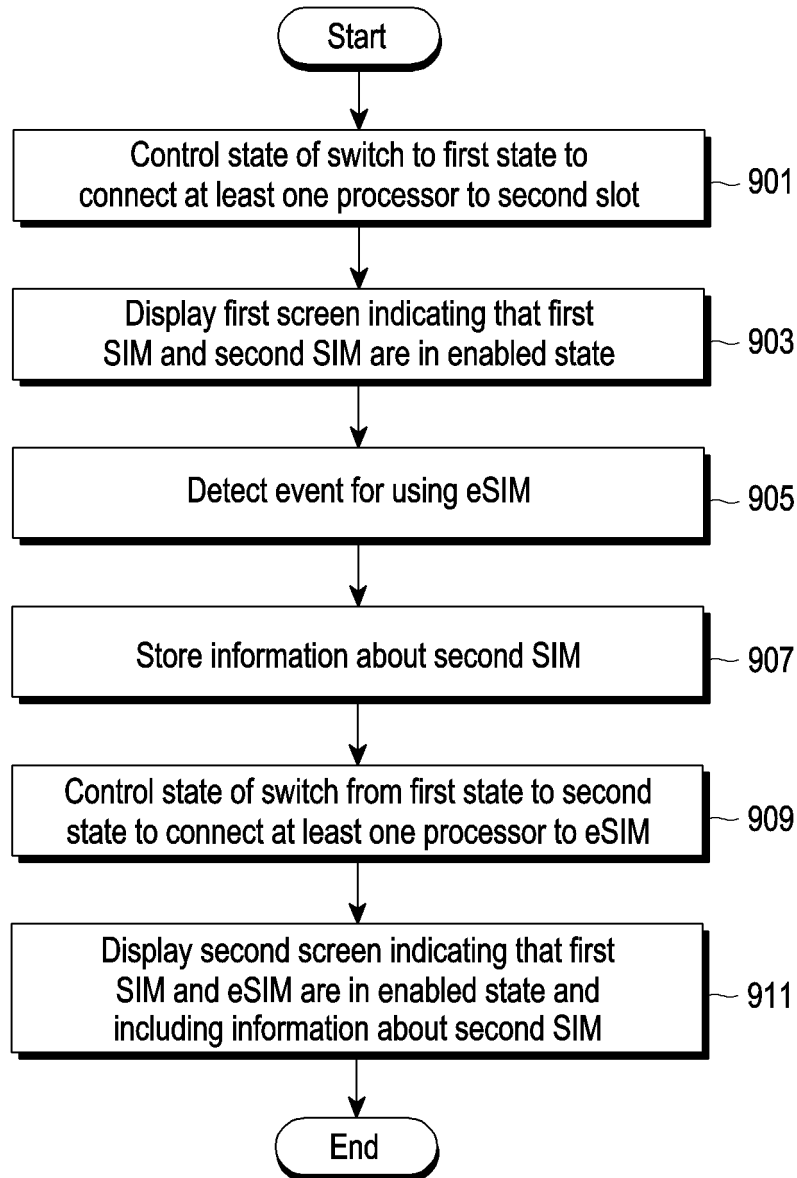 Start
Control state of switch to first state to
connect at least one processor to second slot
901
Display first screen indicating that first
SIM and second SIM are in enabled state
903
Detect event for using eSIM
905
Store information about second SIM
907
Control state of switch from first state to second
state to connect at least one processor to eSIM
909
Display second screen indicating that first
SIM and eSIM are in enabled state and
including information about second SIM
911
End